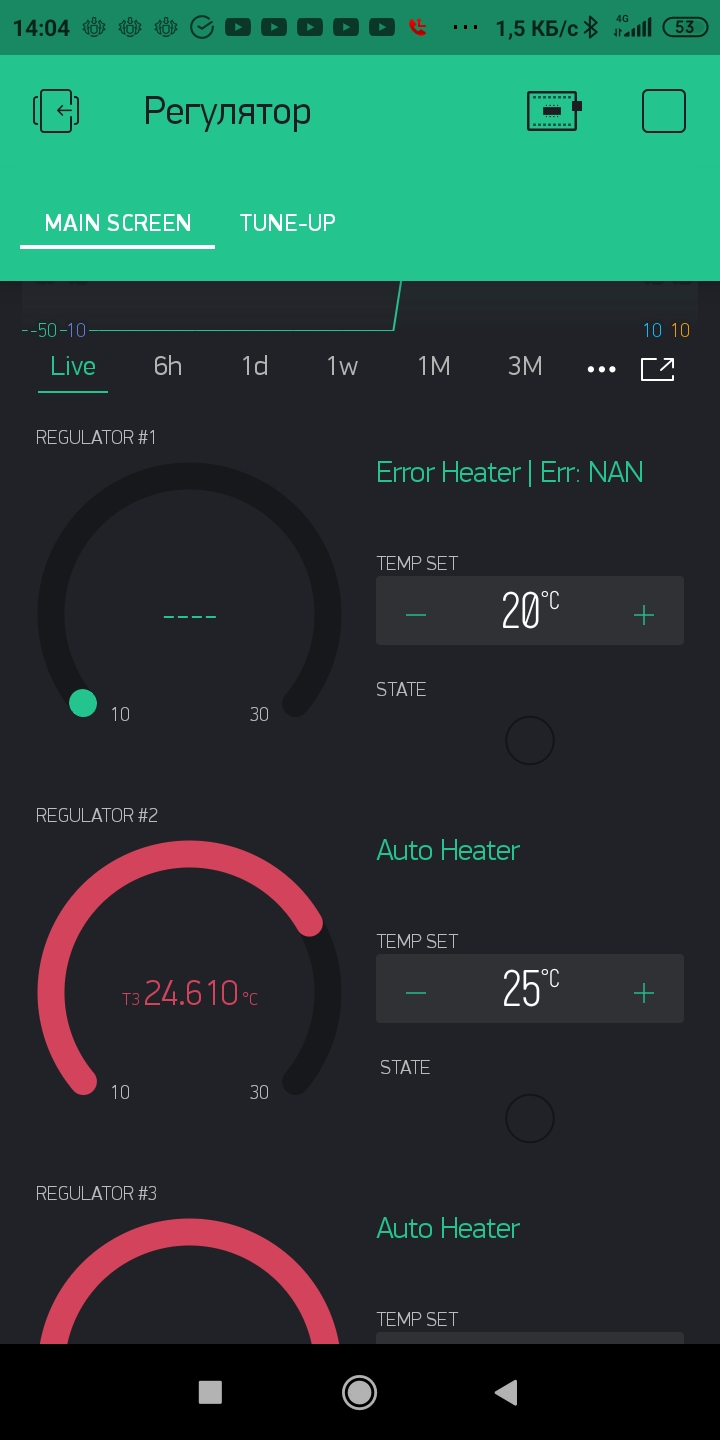 14:04 1,5 КБ/с 4G 53
Регулятор
MAIN SCREEN TUNE-UP
-50 -10 10 10
Live 6h 1d 1w 1M 3M
REGULATOR #1
Error Heater | Err: NAN
TEMP SET
– 20°C +
----
STATE
10 30
REGULATOR #2
Auto Heater
TEMP SET
– 25°C +
T3 24.610 °C
STATE
10 30
REGULATOR #3
Auto Heater
TEMP SET